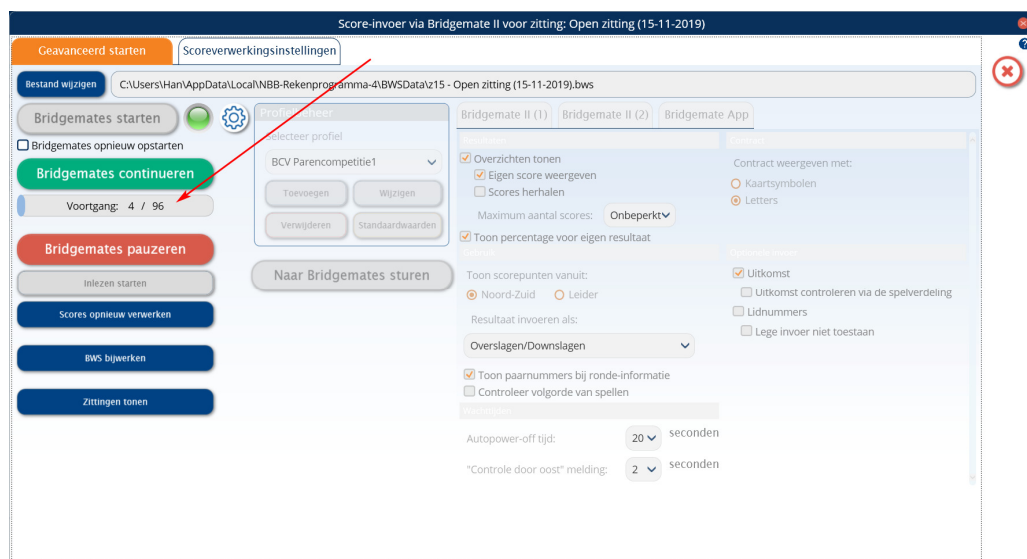 Score-invoer via Bridgemate II voor zitting: Open zitting (15-11-2019)
Geavanceerd starten
Scoreverwerkingsinstellingen
?
Bestand wijzigen
C:\Users\Han\AppData\Local\NBB-Rekenprogramma-4\BWSData\z15 - Open zitting (15-11-2019).bws
Bridgemates starten
Bridgemates opnieuw opstarten
Bridgemates continueren
Voortgang: 4 / 96
Bridgemates pauzeren
Inlezen starten
Scores opnieuw verwerken
BWS bijwerken
Zittingen tonen
Profielbeheer
Selecteer profiel
BCV Parencompetitie1
Toevoegen
Wijzigen
Verwijderen
Standaardwaarden
Naar Bridgemates sturen
Bridgemate II (1)
Bridgemate II (2)
Bridgemate App
Resultaten
Overzichten tonen
Eigen score weergeven
Scores herhalen
Maximum aantal scores: Onbeperkt
Toon percentage voor eigen resultaat
Toon scorepunten vanuit:
Noord-Zuid
Leider
Resultaat invoeren als:
Overslagen/Downslagen
Toon paarnummers bij ronde-informatie
Controleer volgorde van spellen
Autopower-off tijd: 20 seconden
"Controle door oost" melding: 2 seconden
Contract
Contract weergeven met:
Kaartsymbolen
Letters
Uitkomst
Uitkomst controleren via de spelverdeling
Lidnummers
Lege invoer niet toestaan